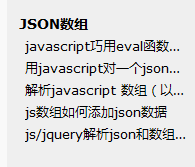 JSON数组
javascript巧用eval函数...
用javascript对一个json...
解析javascript 数组（以...
js数组如何添加json数据
js/jquery解析json和数组...